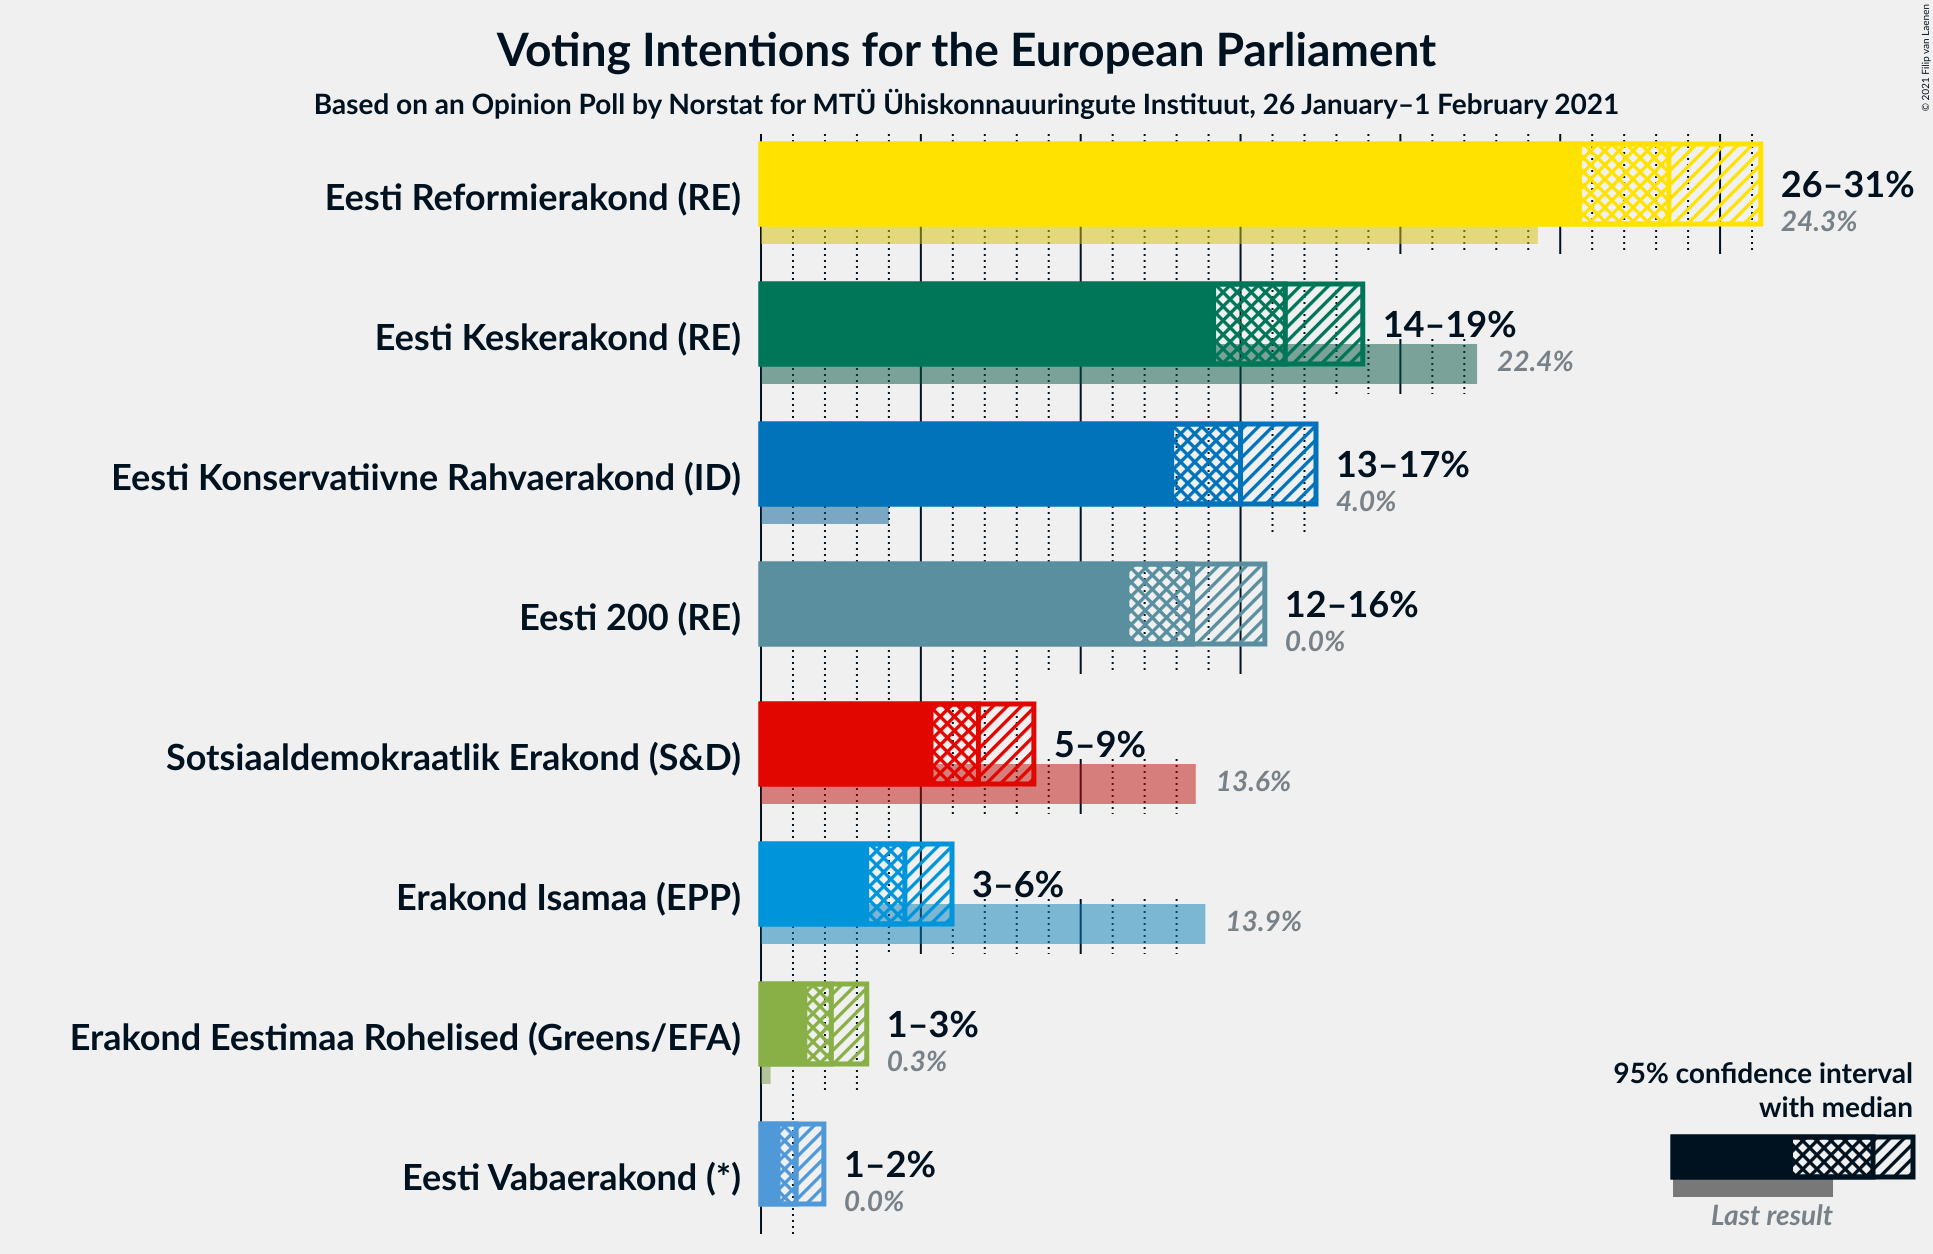 Voting Intentions for the European Parliament
Based on an Opinion Poll by Norstat for MTÜ Ühiskonnauuringute Instituut, 26 January–1 February 2021
© 2021 Filip van Laenen
Eesti Reformierakond (RE)
26–31%
24.3%
Eesti Keskerakond (RE)
14–19%
22.4%
Eesti Konservatiivne Rahvaerakond (ID)
13–17%
4.0%
Eesti 200 (RE)
12–16%
0.0%
Sotsiaaldemokraatlik Erakond (S&D)
5–9%
13.6%
Erakond Isamaa (EPP)
3–6%
13.9%
Erakond Eestimaa Rohelised (Greens/EFA)
1–3%
0.3%
Eesti Vabaerakond (*)
1–2%
0.0%
95% confidence interval
with median
Last result